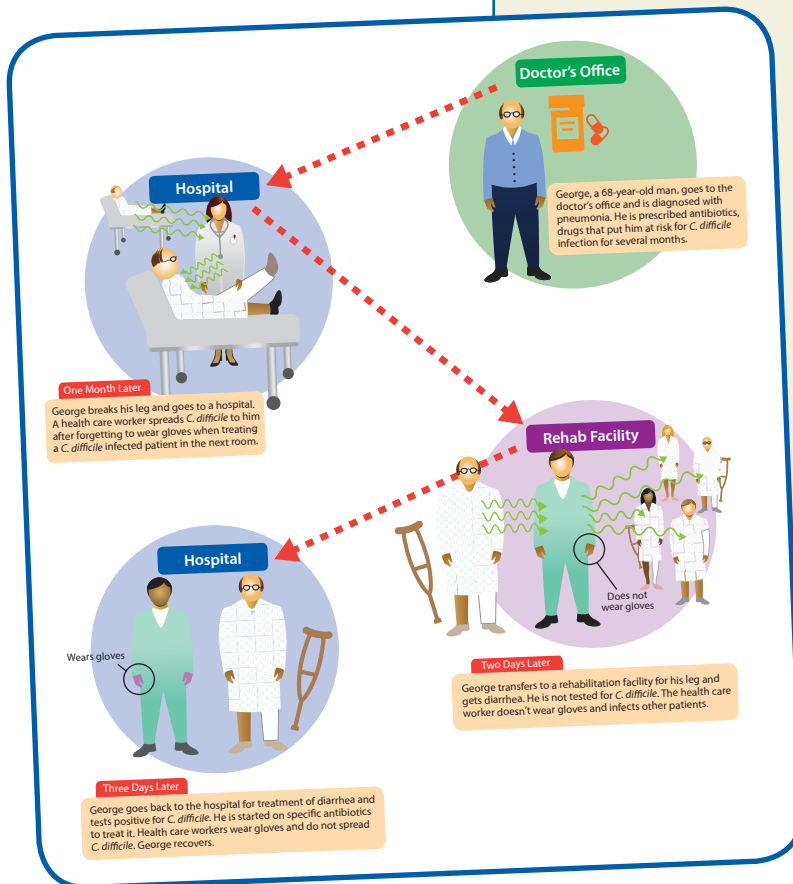 Doctor's Office
George, a 68-year-old man, goes to the
doctor's office and is diagnosed with
pneumonia. He is prescribed antibiotics,
drugs that put him at risk for C. difficile
infection for several months.
Hospital
One Month Later
George breaks his leg and goes to a hospital.
A health care worker spreads C. difficile to him
after forgetting to wear gloves when treating
a C. difficile infected patient in the next room.
Rehab Facility
Does not
wear gloves
Two Days Later
George transfers to a rehabilitation facility for his leg and
gets diarrhea. He is not tested for C. difficile. The health care
worker doesn't wear gloves and infects other patients.
Hospital
Wears gloves
Three Days Later
George goes back to the hospital for treatment of diarrhea and
tests positive for C. difficile. He is started on specific antibiotics
to treat it. Health care workers wear gloves and do not spread
C. difficile. George recovers.